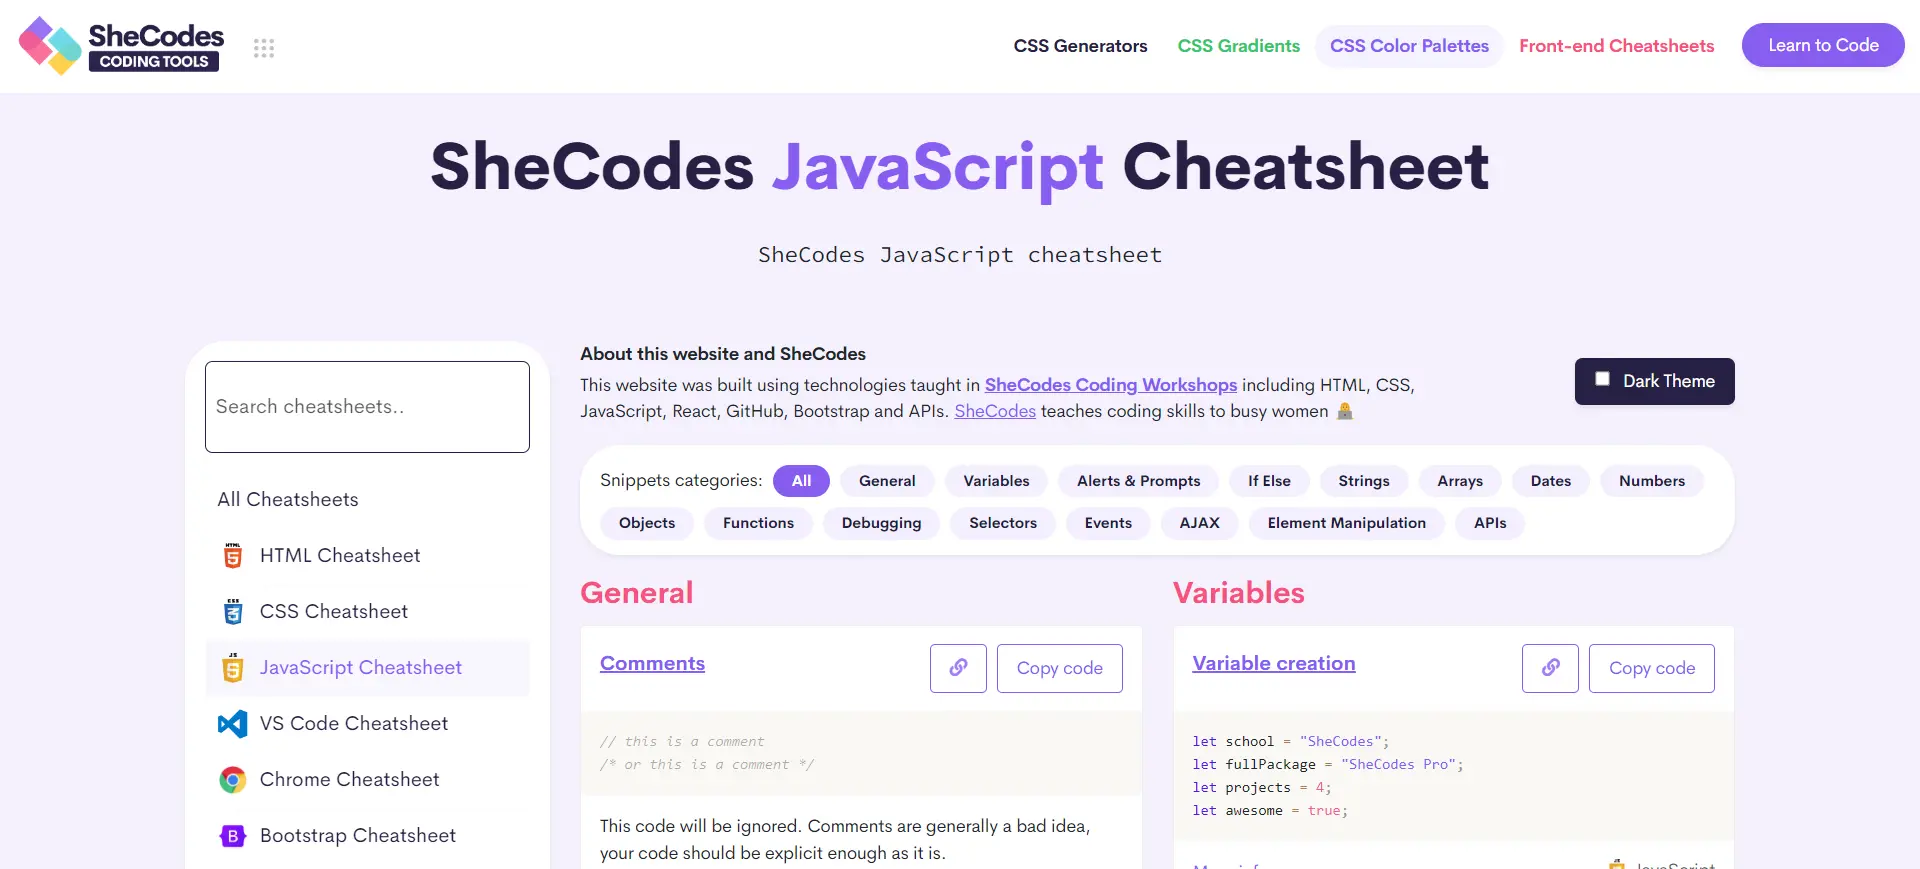 SheCodes
CODING TOOLS
CSS Generators
CSS Gradients
CSS Color Palettes
Front-end Cheatsheets
Learn to Code
SheCodes JavaScript Cheatsheet
SheCodes JavaScript cheatsheet
Search cheatsheets..
All Cheatsheets
HTML Cheatsheet
CSS Cheatsheet
JavaScript Cheatsheet
VS Code Cheatsheet
Chrome Cheatsheet
Bootstrap Cheatsheet
About this website and SheCodes
This website was built using technologies taught in SheCodes Coding Workshops including HTML, CSS,
JavaScript, React, GitHub, Bootstrap and APIs. SheCodes teaches coding skills to busy women
Dark Theme
Snippets categories: All General Variables Alerts & Prompts If Else Strings Arrays Dates Numbers
Objects Functions Debugging Selectors Events AJAX Element Manipulation APIs
General
Comments
Copy code
// this is a comment
/* or this is a comment */
This code will be ignored. Comments are generally a bad idea,
your code should be explicit enough as it is.
Variables
Variable creation
Copy code
let school = "SheCodes";
let fullPackage = "SheCodes Pro";
let projects = 4;
let awesome = true;
JavaScript